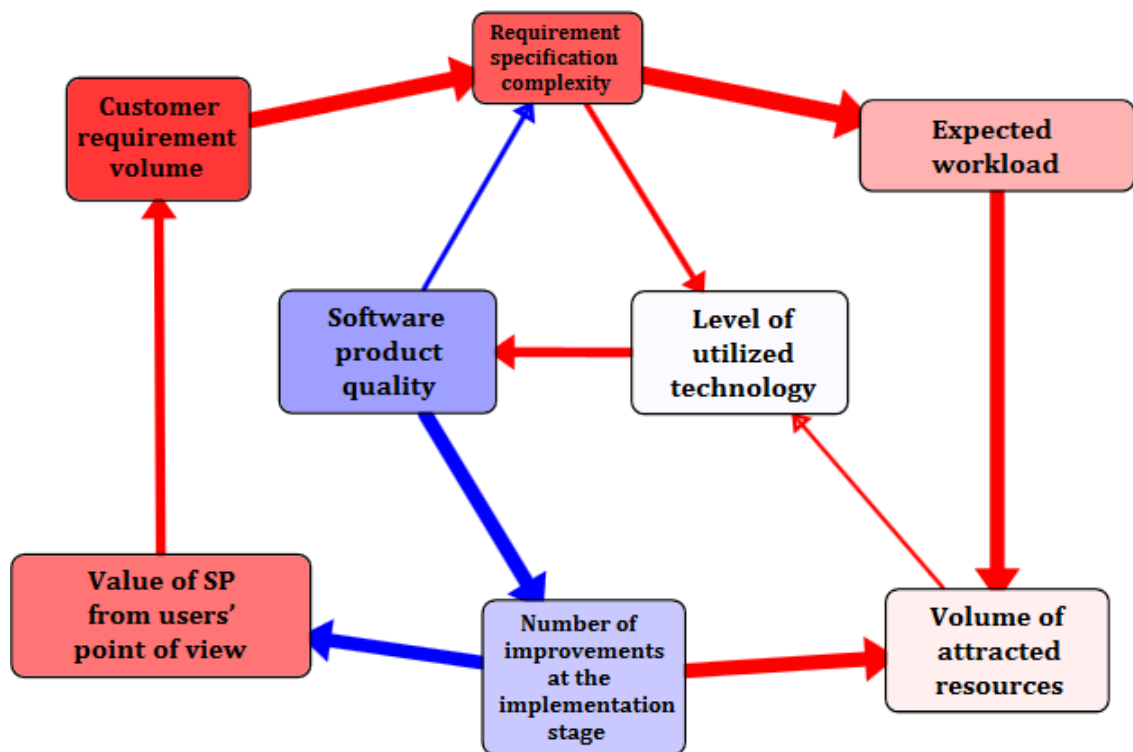 Requirement
specification
complexity
Customer
requirement
volume
Expected
workload
Software
product
quality
Level of
utilized
technology
Value of SP
from users’
point of view
Number of
improvements
at the
implementation
stage
Volume of
attracted
resources